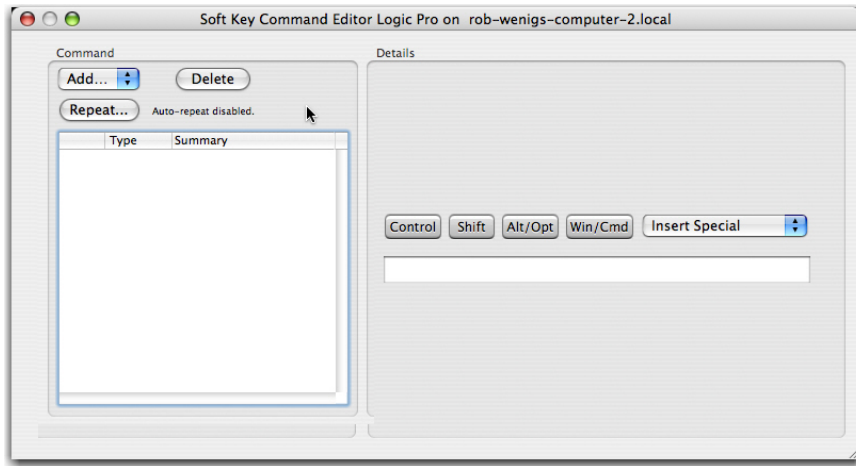 Soft Key Command Editor Logic Pro on rob-wenigs-computer-2.local
Command
Add...
Delete
Repeat...
Auto-repeat disabled.
Type Summary
Details
Control Shift Alt/Opt Win/Cmd Insert Special